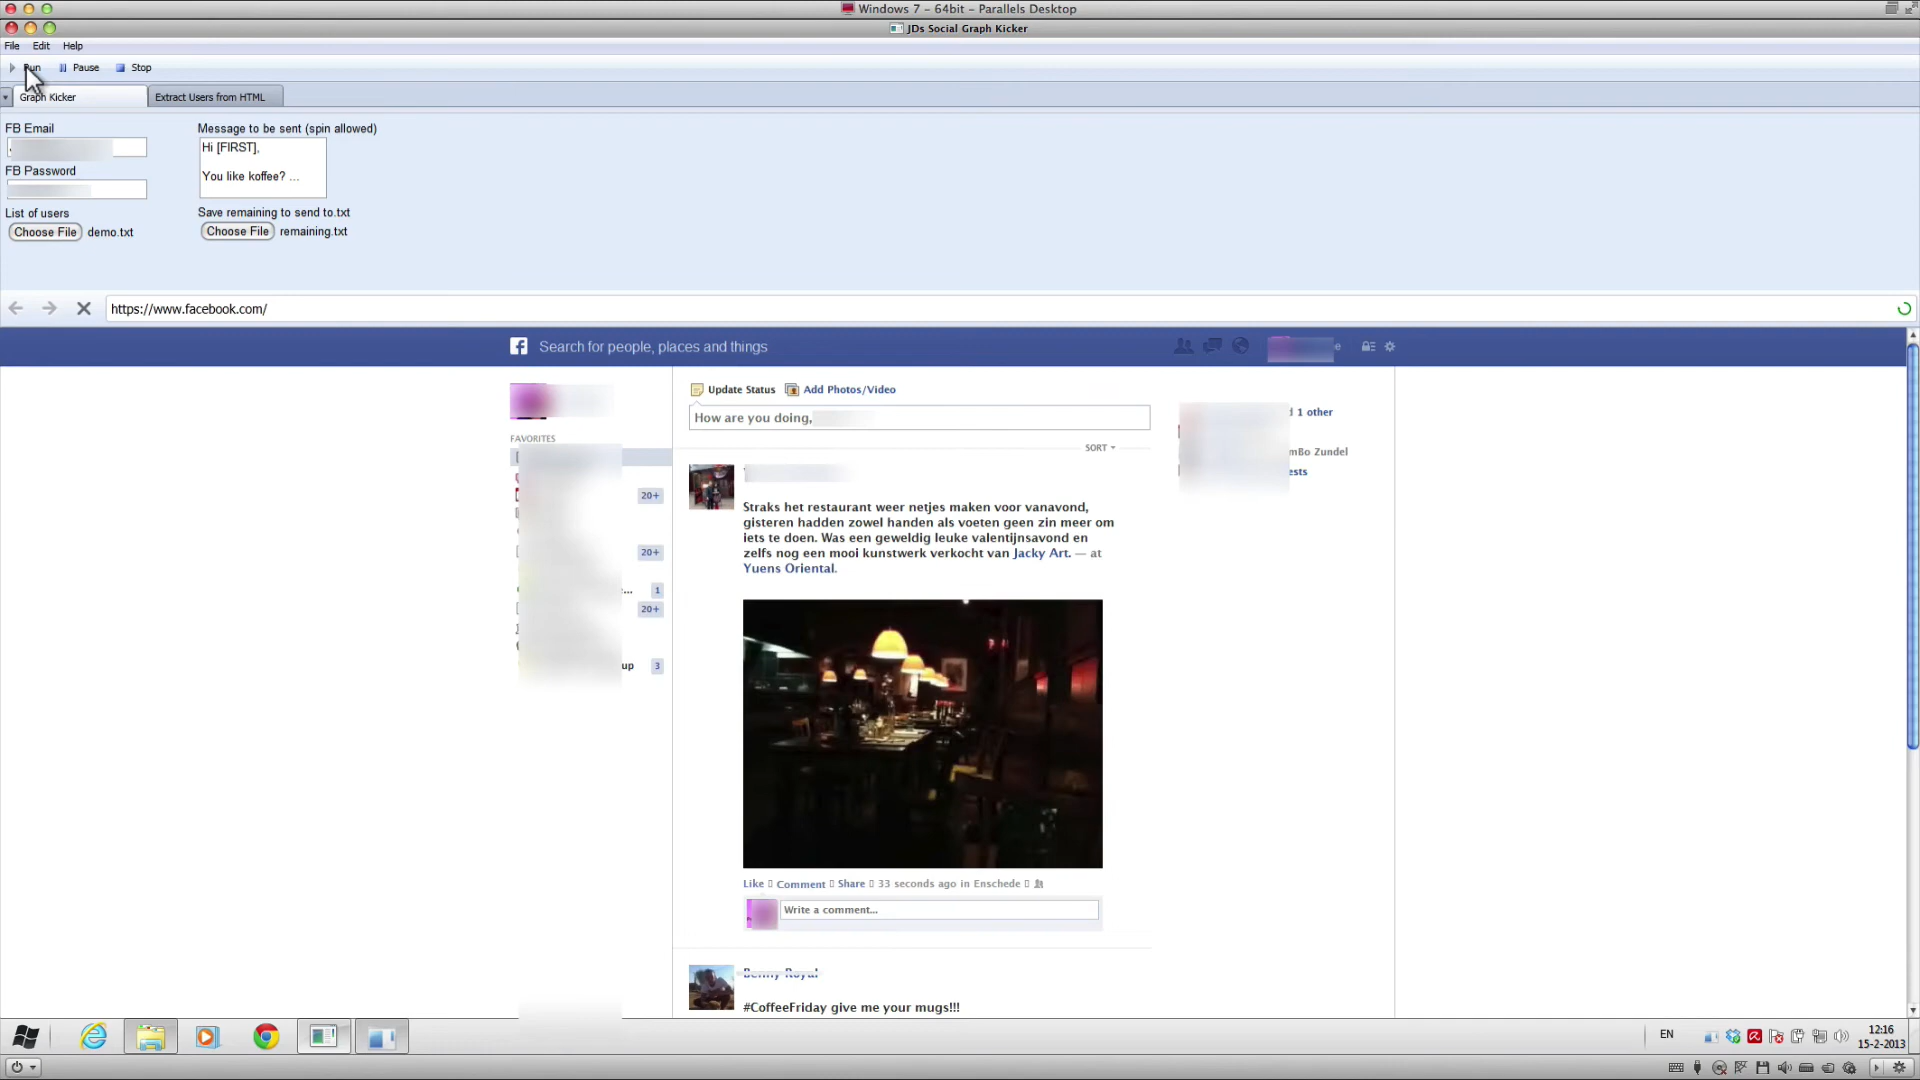 Windows 7 - 64bit - Parallels Desktop
JDs Social Graph Kicker
File Edit Help
Run Pause Stop
Graph Kicker Extract Users from HTML
FB Email
Message to be sent (spin allowed)
Hi [FIRST],
FB Password
You like koffee? ...
List of users
Save remaining to send to.txt
Choose File demo.txt
Choose File remaining.txt
https://www.facebook.com/
Search for people, places and things
Update Status Add Photos/Video
1 other
How are you doing,
FAVORITES
SORT
mBo Zundel
ests
20+
Straks het restaurant weer netjes maken voor vanavond,
gisteren hadden zowel handen als voeten geen zin meer om
iets te doen. Was een geweldig leuke valentijnsavond en
zelfs nog een mooi kunstwerk verkocht van Jacky Art. — at
Yuens Oriental.
20+
... 1
20+
up 3
Like Comment Share 33 seconds ago in Enschede
Write a comment...
Benny Royal
#CoffeeFriday give me your mugs!!!
EN
12:16
15-2-2013